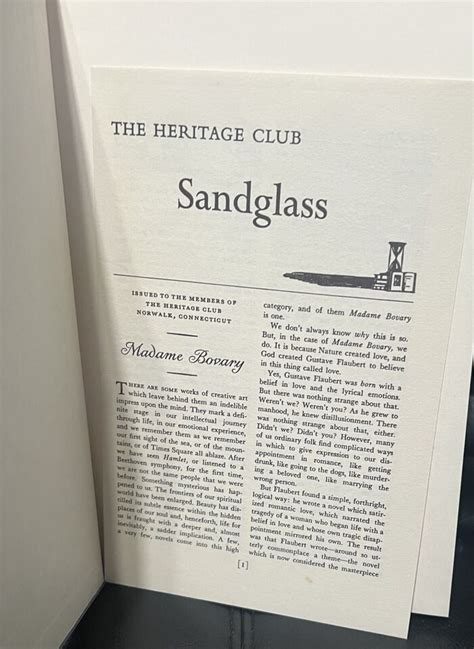 THE HERITAGE CLUB
Sandglass
ISSUED TO THE MEMBERS OF
THE HERITAGE CLUB
NORWALK, CONNECTICUT
Madame Bovary
THERE ARE some works of creative art
which leave behind them an indelible
impress upon the mind. They mark a defi-
nite stage in our intellectual journey
through life, in our emotional experience,
and we remember them as we remember
our first sight of the sea, or of the moun-
tains, or of Times Square all ablaze. After
we have seen Hamlet, or listened to a
Beethoven symphony, for the first time,
we are not the same people that we were
before. Something mysterious has hap-
pened to us. The frontiers of our spiritual
world have been enlarged. Beauty has dis-
tilled its subtle essence within the hidden
places of our soul and, henceforth, life for
us is fraught with a deeper and, almost
inevitably, a sadder implication. A few,
a very few, novels come into this high
category, and of them Madame Bovary
is one.
We don't always know why this is so.
But, in the case of Madame Bovary, we
do. It is because Nature created love, and
God created Gustave Flaubert to believe
in this thing called love.
Yes, Gustave Flaubert was born with a
belief in love and the lyrical emotions.
But there was nothing strange about that.
Weren't we? Weren't you? As he grew to
manhood, he knew disillusionment. There
was nothing strange about that, either.
Didn't we? Didn't you? However, many
of us ordinary folk find complicated ways
in which to give expression to our dis-
appointment in romance, like getting
drunk, like going to the dogs, like murder-
ing a beloved one, like marrying the
wrong person.
But Flaubert found a simple, forthright,
logical way: he wrote a novel which sati-
rized romantic love, which narrated the
tragedy of a woman who began life with a
belief in love and whose own tragic disap-
pointment mirrored his own. The result
was that Flaubert wrote—around so ut-
terly commonplace a theme—the novel
which is now considered the masterpiece
[1]